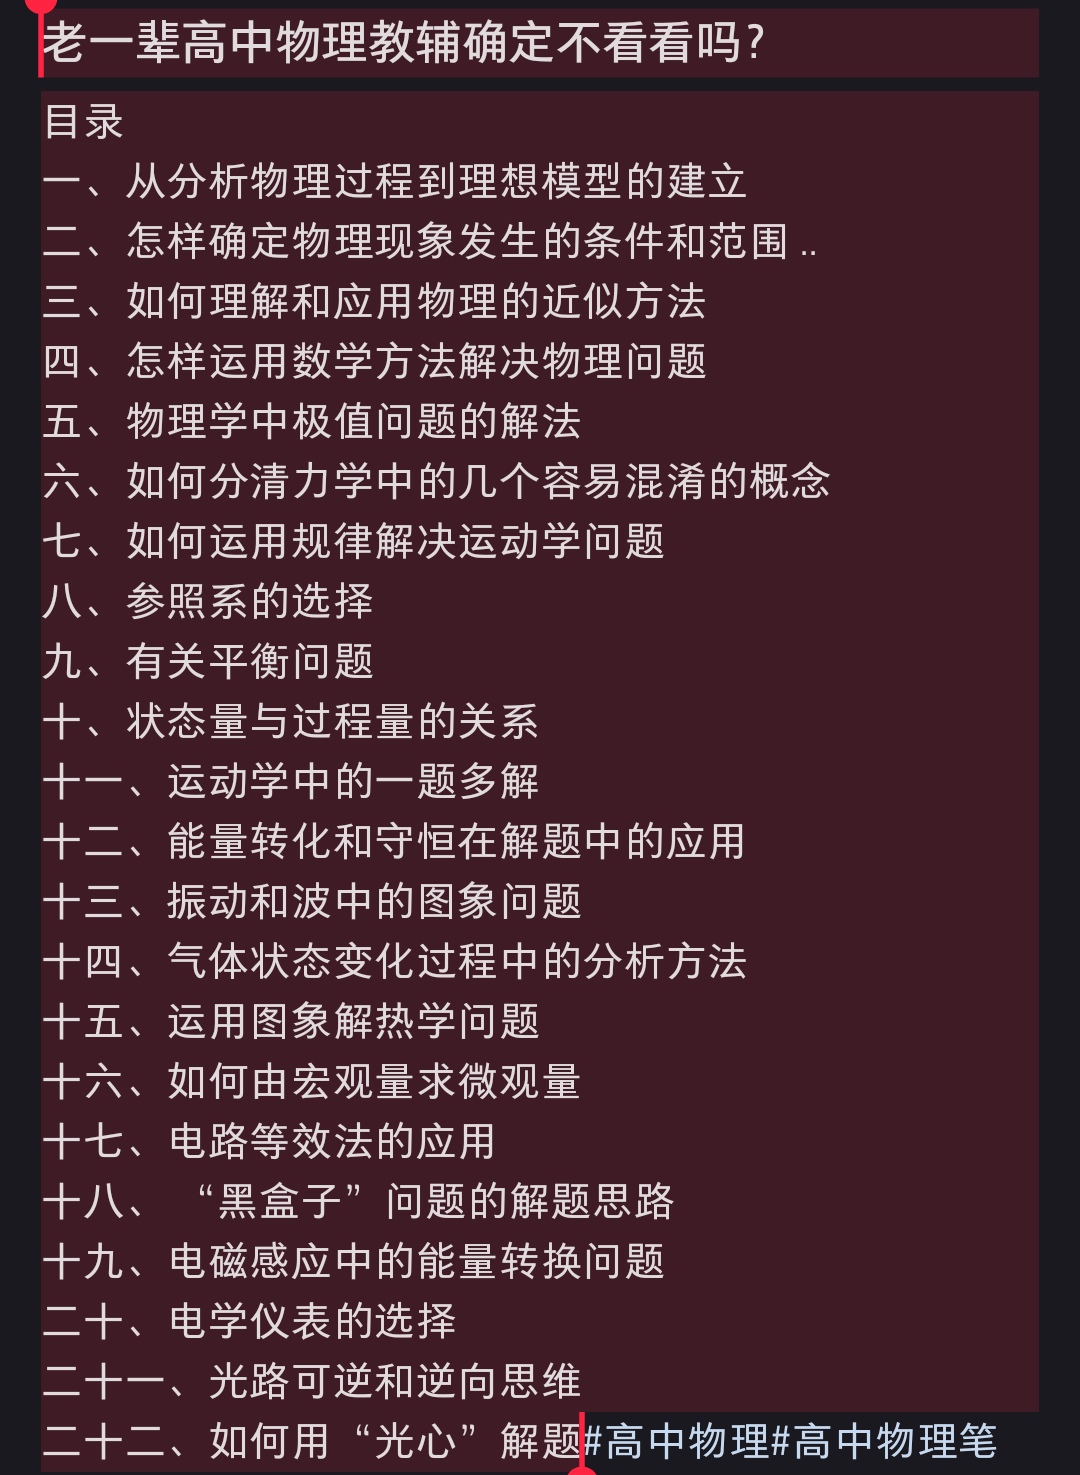 老一辈高中物理教辅确定不看看吗?
目录
一、从分析物理过程到理想模型的建立
二、怎样确定物理现象发生的条件和范围..
三、如何理解和应用物理的近似方法
四、怎样运用数学方法解决物理问题
五、物理学中极值问题的解法
六、如何分清力学中的几个容易混淆的概念
七、如何运用规律解决运动学问题
八、参照系的选择
九、有关平衡问题
十、状态量与过程量的关系
十一、运动学中的一题多解
十二、能量转化和守恒在解题中的应用
十三、振动和波中的图象问题
十四、气体状态变化过程中的分析方法
十五、运用图象解热学问题
十六、如何由宏观量求微观量
十七、电路等效法的应用
十八、“黑盒子”问题的解题思路
十九、电磁感应中的能量转换问题
二十、电学仪表的选择
二十一、光路可逆和逆向思维
二十二、如何用“光心”解题#高中物理#高中物理笔